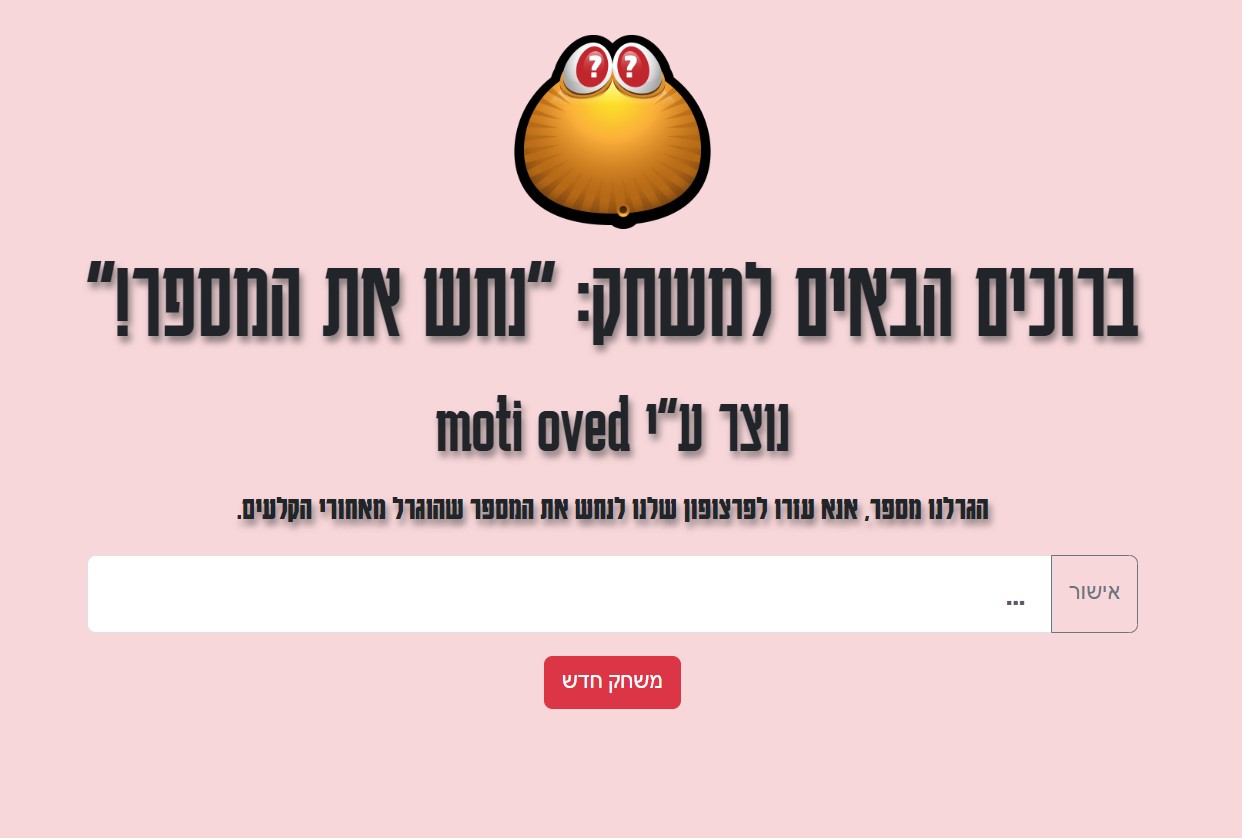 ? ?
ברוכים הבאים למשחק: "נחש את המספר!"
נוצר ע"י moti oved
הגרלנו מספר, אנא עזרו לפרצופון שלנו לנחש את המספר שהוגרל מאחורי הקלעים.
אישור ...
משחק חדש